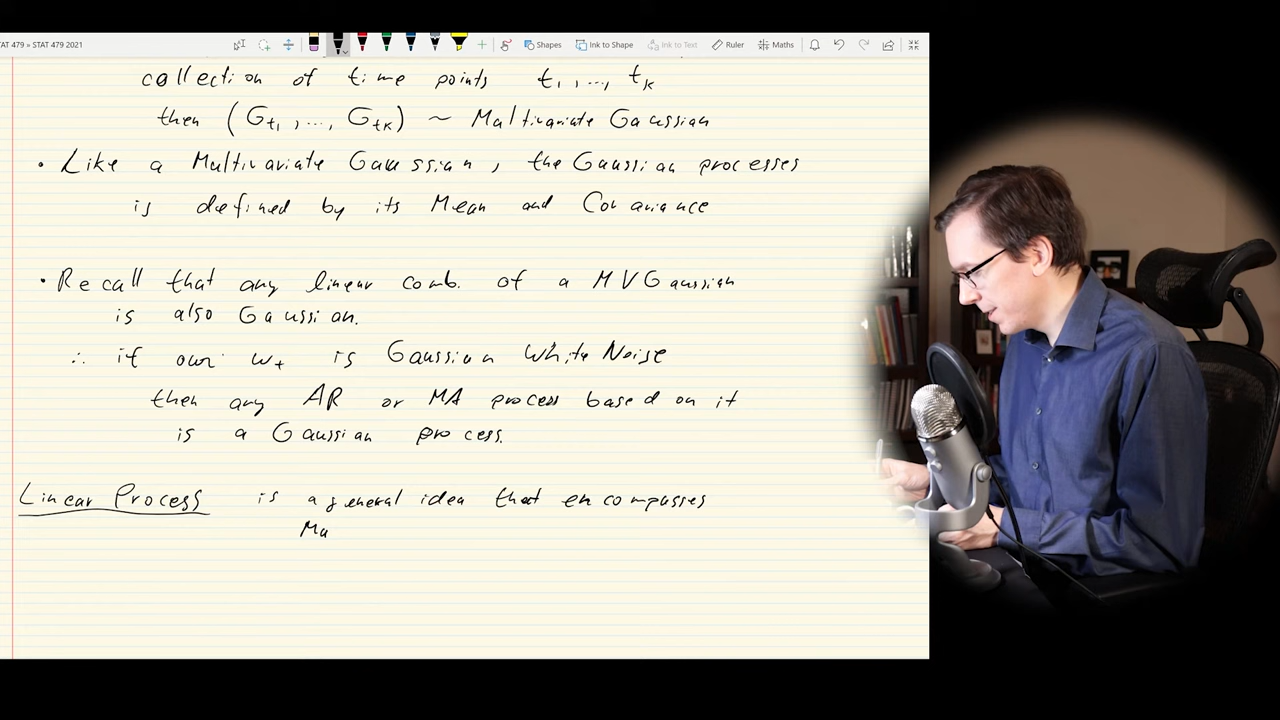 AT 479 » STAT 479 2021
Shapes Ink to Shape Ink to Text Ruler Maths
collection of time points t₁, ..., tₖ
then (Gₜ₁, ..., Gₜₖ) ~ Multivariate Gaussian
• Like a Multivariate Gaussian, the Gaussian processes
is defined by its Mean and Covariance
• Recall that any linear comb. of a MVGaussian
is also Gaussian.
∴ if our wₜ is Gaussian White Noise
then any AR or MA process based on it
is a Gaussian process.
Linear Process is a general idea that encompasses
Ma